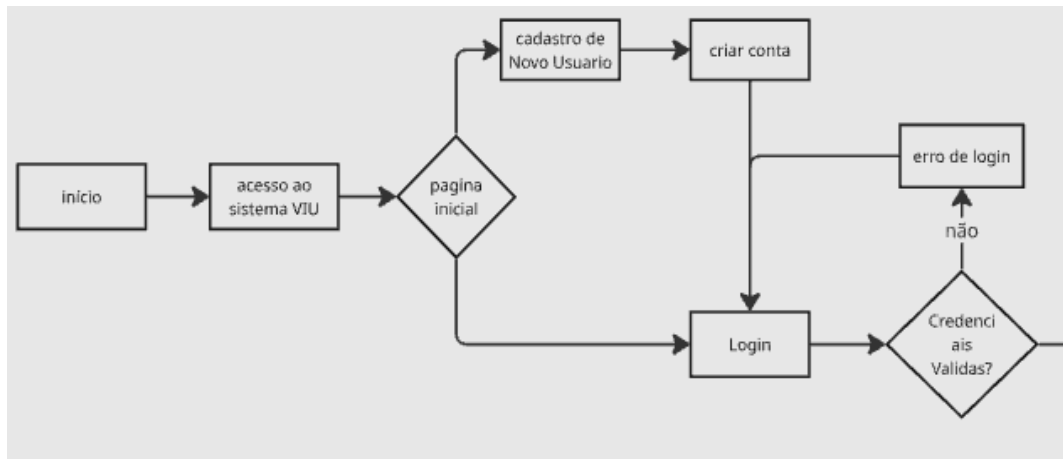 cadastro de
Novo Usuario
criar conta
erro de login
início
acesso ao
sistema VIU
pagina
inicial
não
Login
Credenci
ais
Validas?